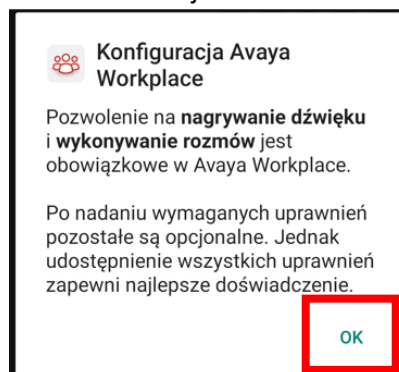 Konfiguracja Avaya
Workplace
Pozwolenie na nagrywanie dźwięku
i wykonywanie rozmów jest
obowiązkowe w Avaya Workplace.
Po nadaniu wymaganych uprawnień
pozostałe są opcjonalne. Jednak
udostępnienie wszystkich uprawnień
zapewni najlepsze doświadczenie.
OK